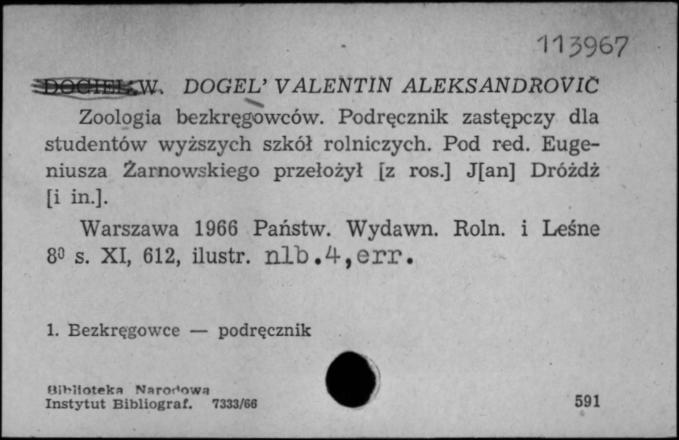 113967
DOGIEL W. DOGEL' VALENTIN ALEKSANDROVIČ
Zoologia bezkręgowców. Podręcznik zastępczy dla
studentów wyższych szkół rolniczych. Pod red. Euge-
niusza Żarnowskiego przełożył [z ros.] J[an] Dróżdż
[i in.].
Warszawa 1966 Państw. Wydawn. Roln. i Leśne
8⁰ s. XI, 612, ilustr. nlb.4,err.
1. Bezkręgowce — podręcznik
Biblioteka Narodowa
Instytut Bibliograf. 7333/66
591